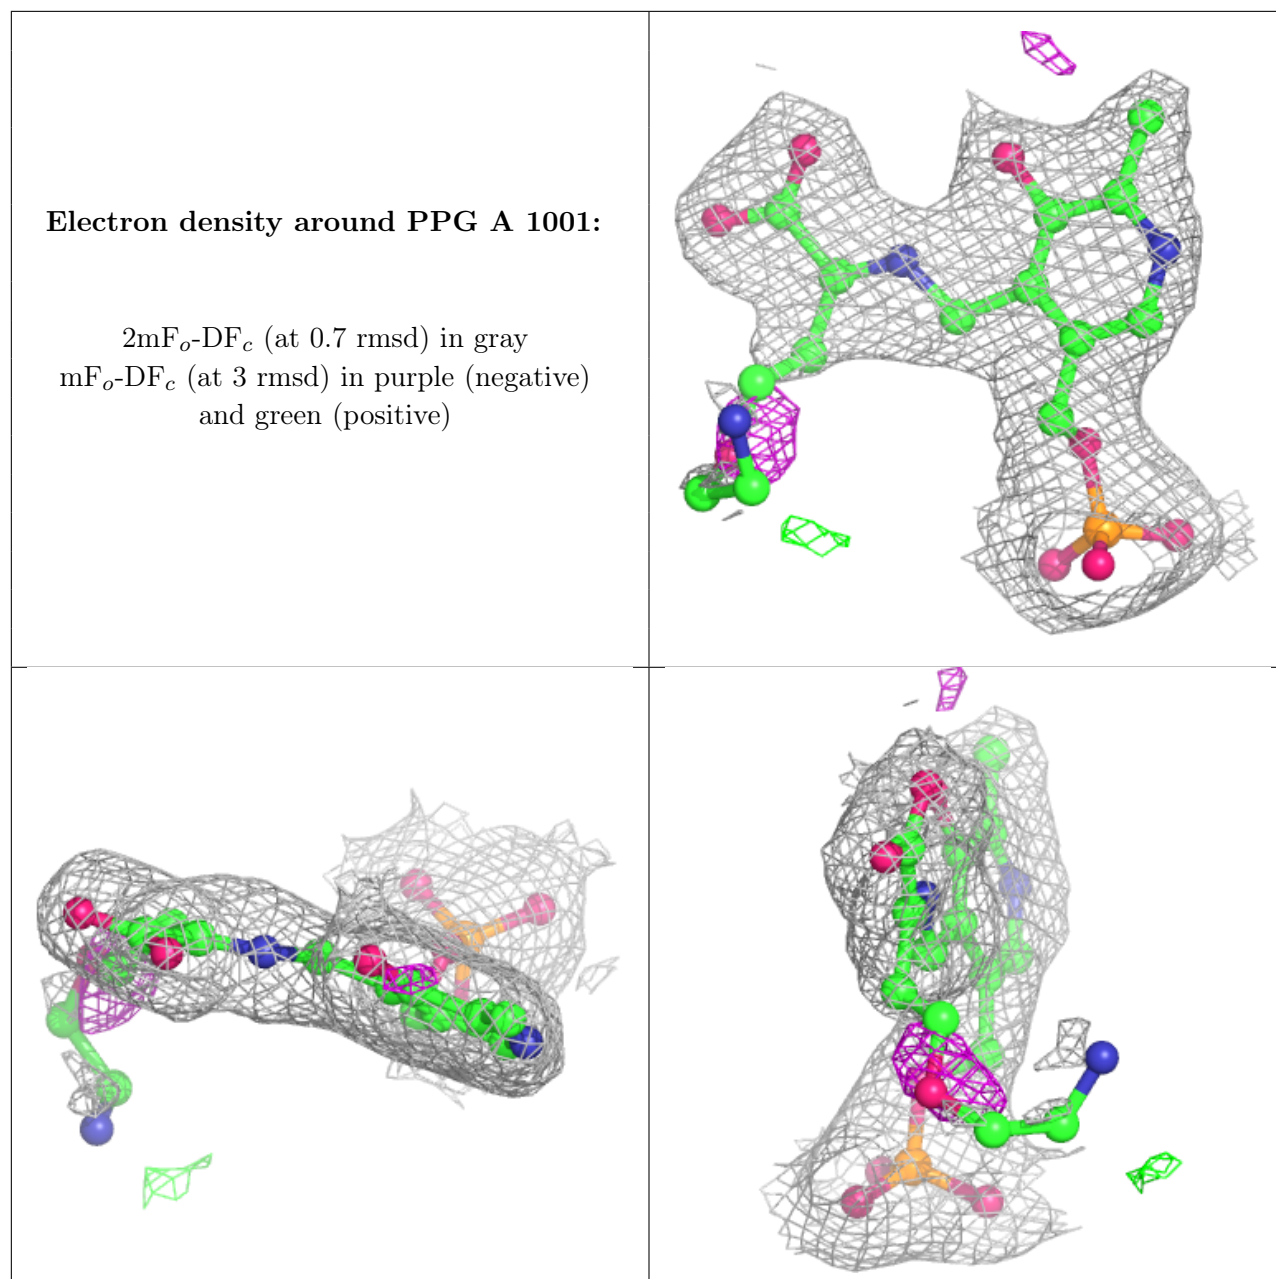 Electron density around PPG A 1001:
2mFₒ-DF𝑐 (at 0.7 rmsd) in gray
mFₒ-DF𝑐 (at 3 rmsd) in purple (negative)
and green (positive)